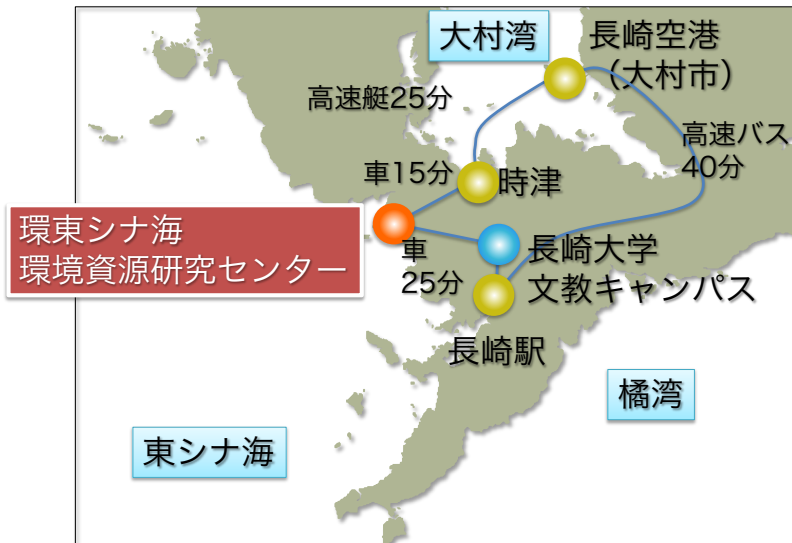 大村湾
長崎空港
（大村市）
高速艇25分
高速バス
40分
車15分
時津
環東シナ海
環境資源研究センター
車
25分
長崎大学
文教キャンパス
長崎駅
橘湾
東シナ海